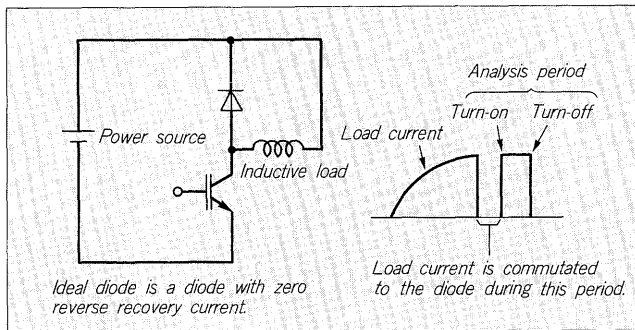 Power source
Inductive load
Ideal diode is a diode with zero
reverse recovery current.
Analysis period
Turn-on Turn-off
Load current
Load current is commutated
to the diode during this period.